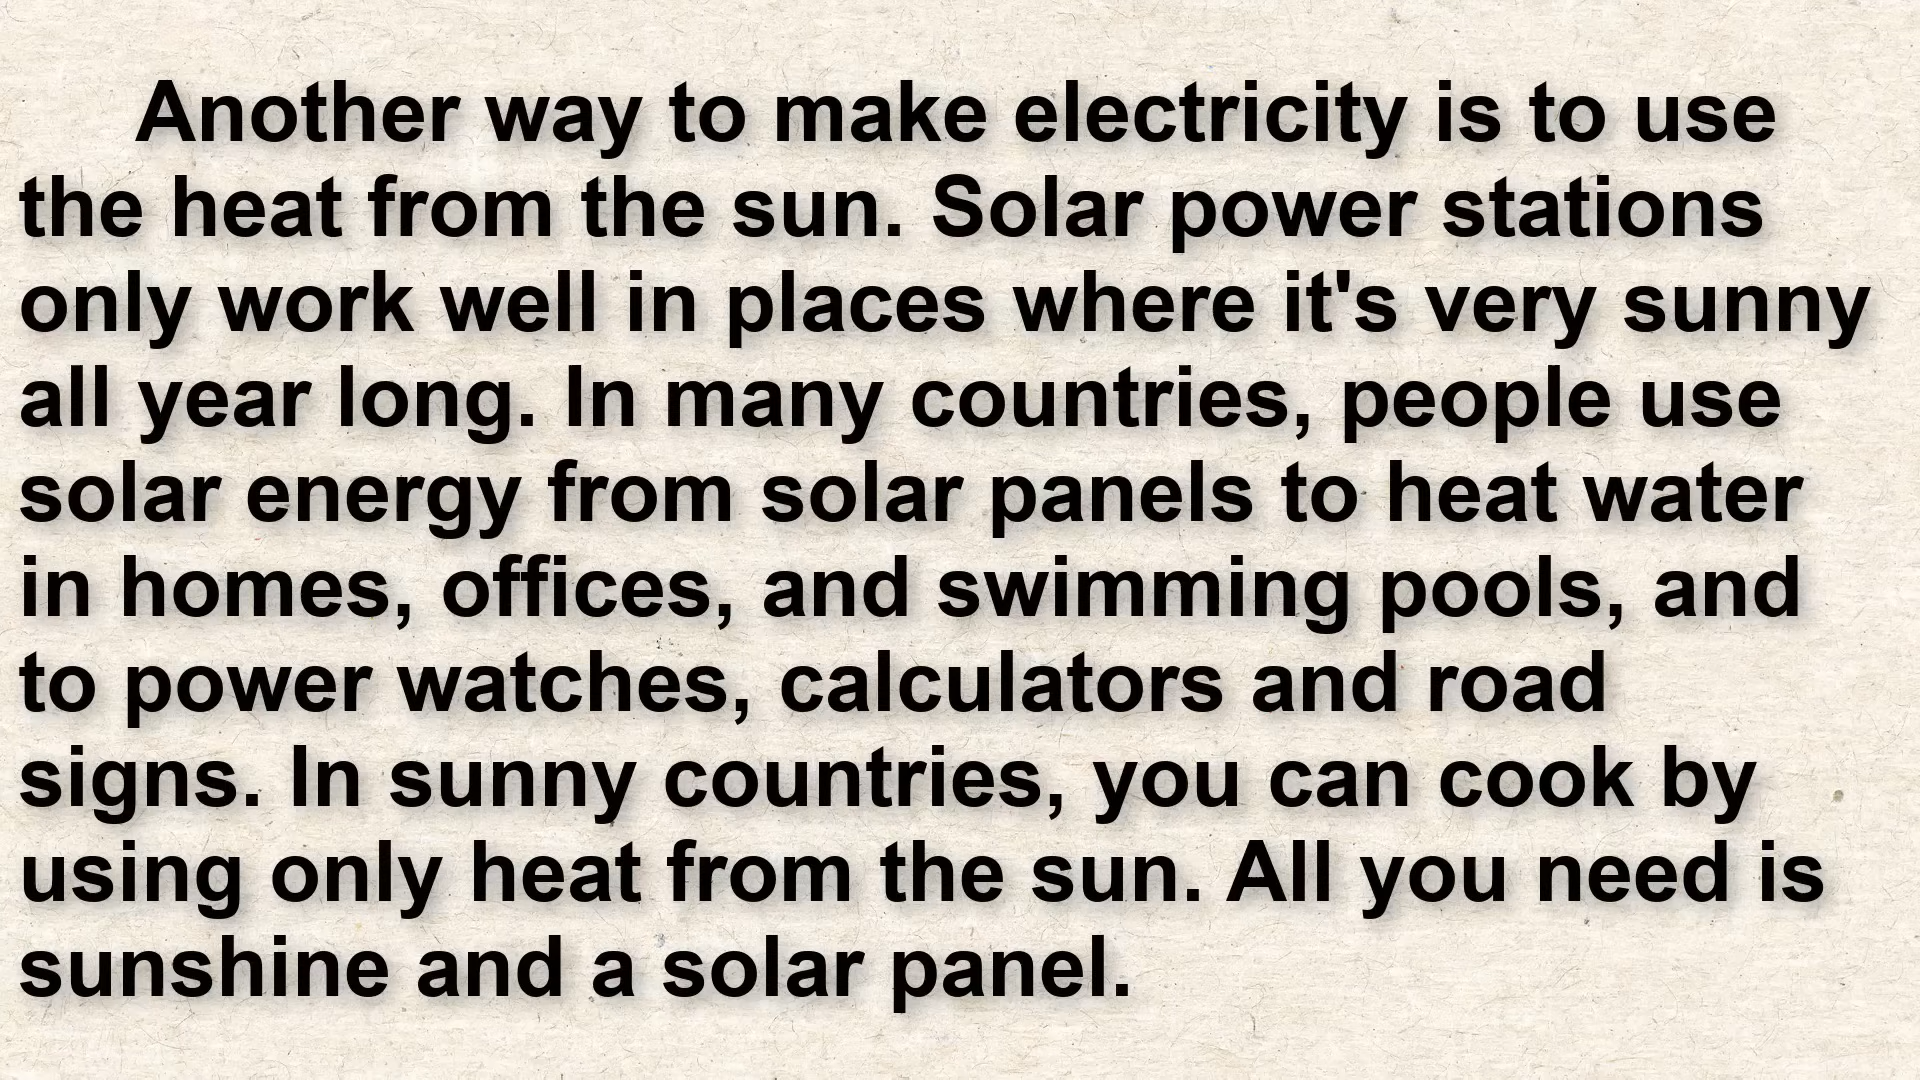 Another way to make electricity is to use
the heat from the sun. Solar power stations
only work well in places where it's very sunny
all year long. In many countries, people use
solar energy from solar panels to heat water
in homes, offices, and swimming pools, and
to power watches, calculators and road
signs. In sunny countries, you can cook by
using only heat from the sun. All you need is
sunshine and a solar panel.